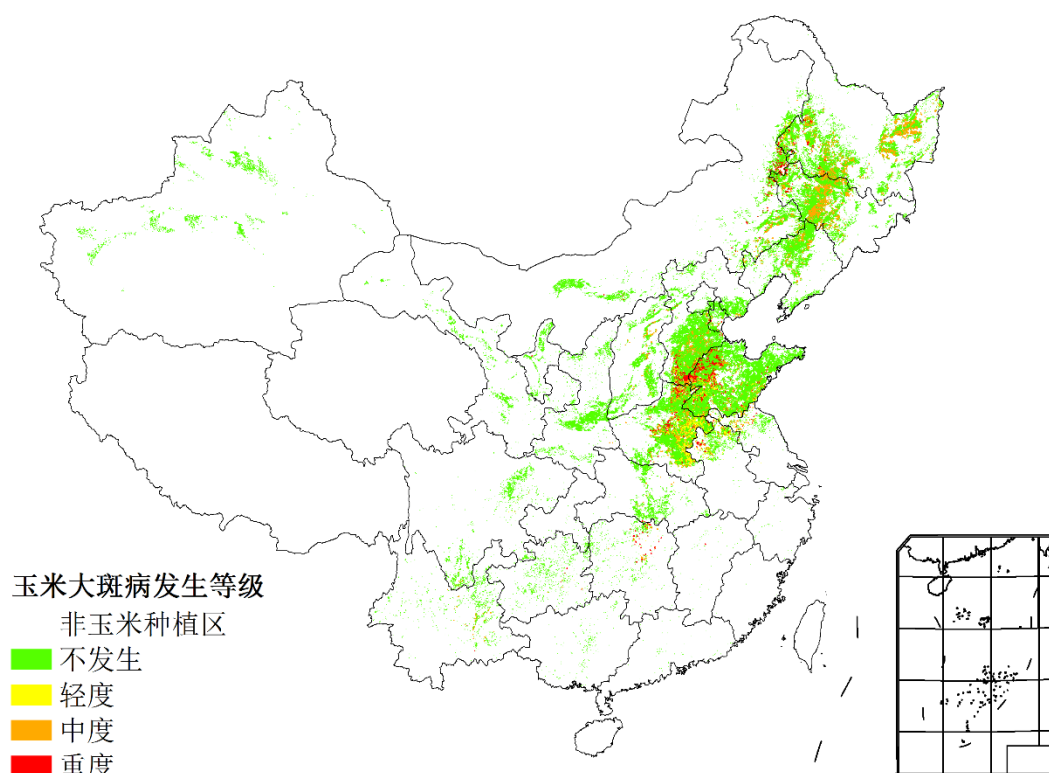 玉米大斑病发生等级
非玉米种植区
不发生
轻度
中度
重度